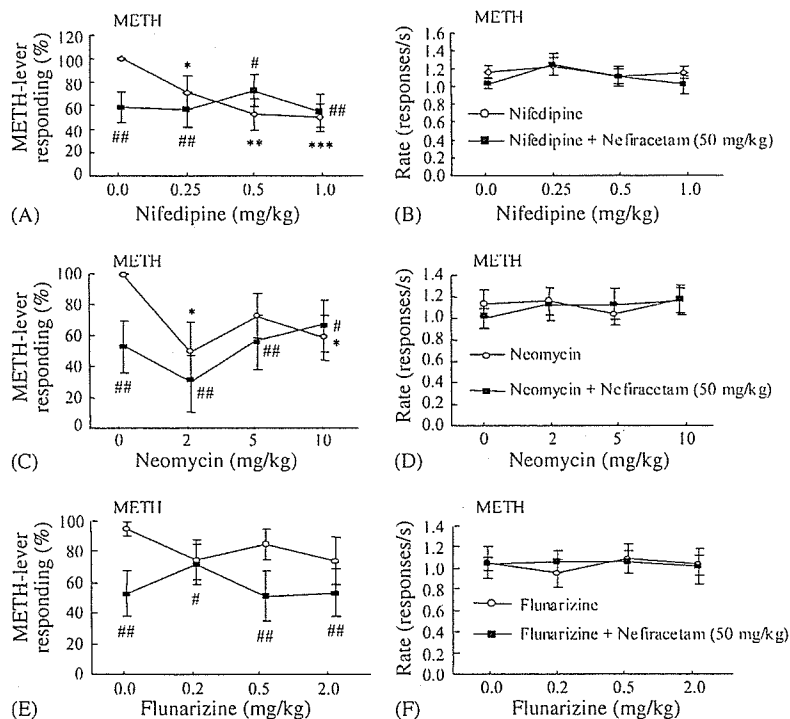 METH
120
100
80
60
40
20
0
METH-lever
responding (%)
*
#
##
##
##
**
***
0.0 0.25 0.5 1.0
(A) Nifedipine (mg/kg)
METH
1.6
1.4
1.2
1.0
0.8
0.6
0.4
1.2
0.0
Rate (responses/s)
Nifedipine
Nifedipine + Nefiracetam (50 mg/kg)
0.0 0.25 0.5 1.0
(B) Nifedipine (mg/kg)
METH
100
80
60
40
20
0
METH-lever
responding (%)
*
#
*
##
##
##
0 2 5 10
(C) Neomycin (mg/kg)
METH
1.4
1.2
1.0
0.8
0.6
1.4
1.2
0.0
Rate (responses/s)
Neomycin
Neomycin + Nefiracetam (50 mg/kg)
0 2 5 10
(D) Neomycin (mg/kg)
METH
100
80
60
40
20
0
METH-lever
responding (%)
##
#
##
##
0.0 0.2 0.5 2.0
(E) Flunarizine (mg/kg)
METH
1.4
1.2
1.0
0.8
0.6
0.4
1.2
0.0
Rate (responses/s)
Flunarizine
Flunarizine + Nefiracetam (50 mg/kg)
0.0 0.2 0.5 2.0
(F) Flunarizine (mg/kg)